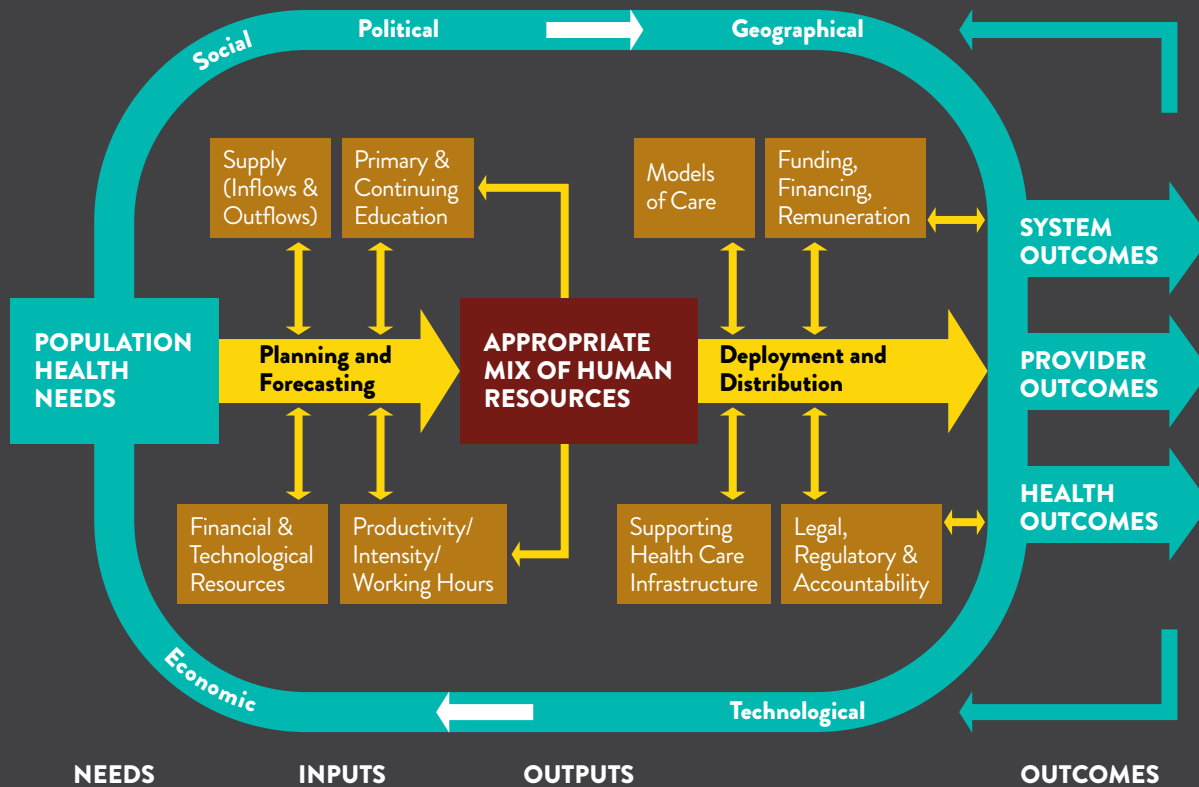 Social
Political
Geographical
Supply
(Inflows &
Outflows)
Primary &
Continuing
Education
Models
of Care
Funding,
Financing,
Remuneration
SYSTEM
OUTCOMES
POPULATION
HEALTH
NEEDS
Planning and
Forecasting
APPROPRIATE
MIX OF HUMAN
RESOURCES
Deployment and
Distribution
PROVIDER
OUTCOMES
Financial &
Technological
Resources
Productivity/
Intensity/
Working Hours
Supporting
Health Care
Infrastructure
Legal,
Regulatory &
Accountability
HEALTH
OUTCOMES
Economic
Technological
NEEDS
INPUTS
OUTPUTS
OUTCOMES